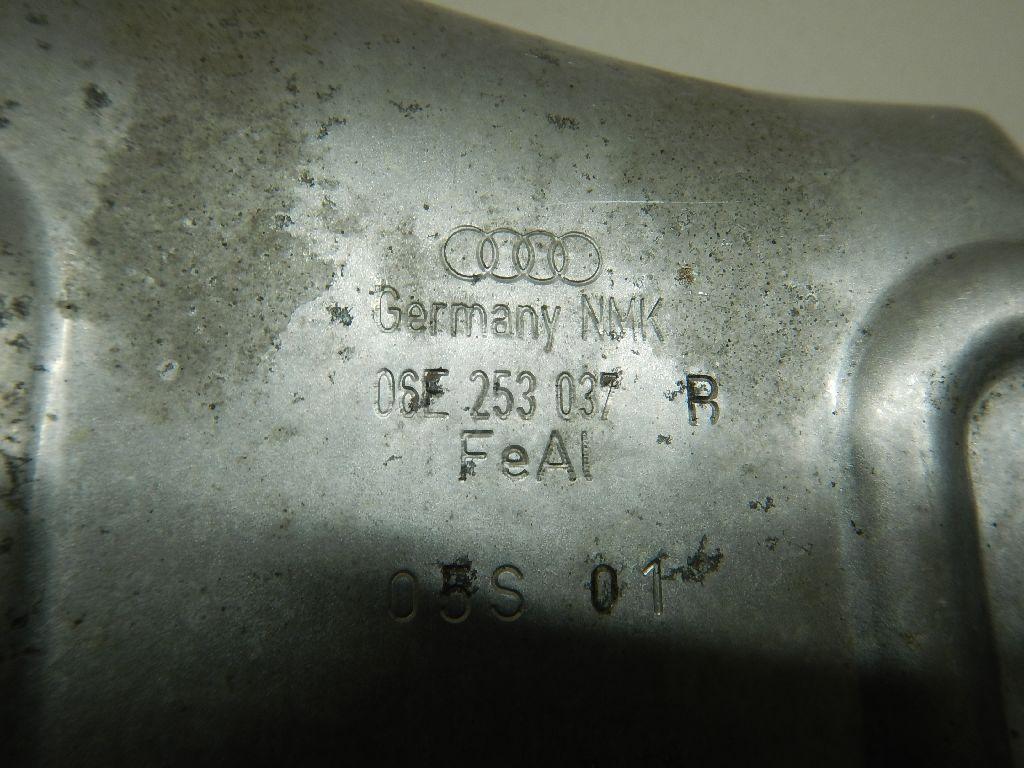 Germany NMK
06E 253 037 R
FeAl
05S 01